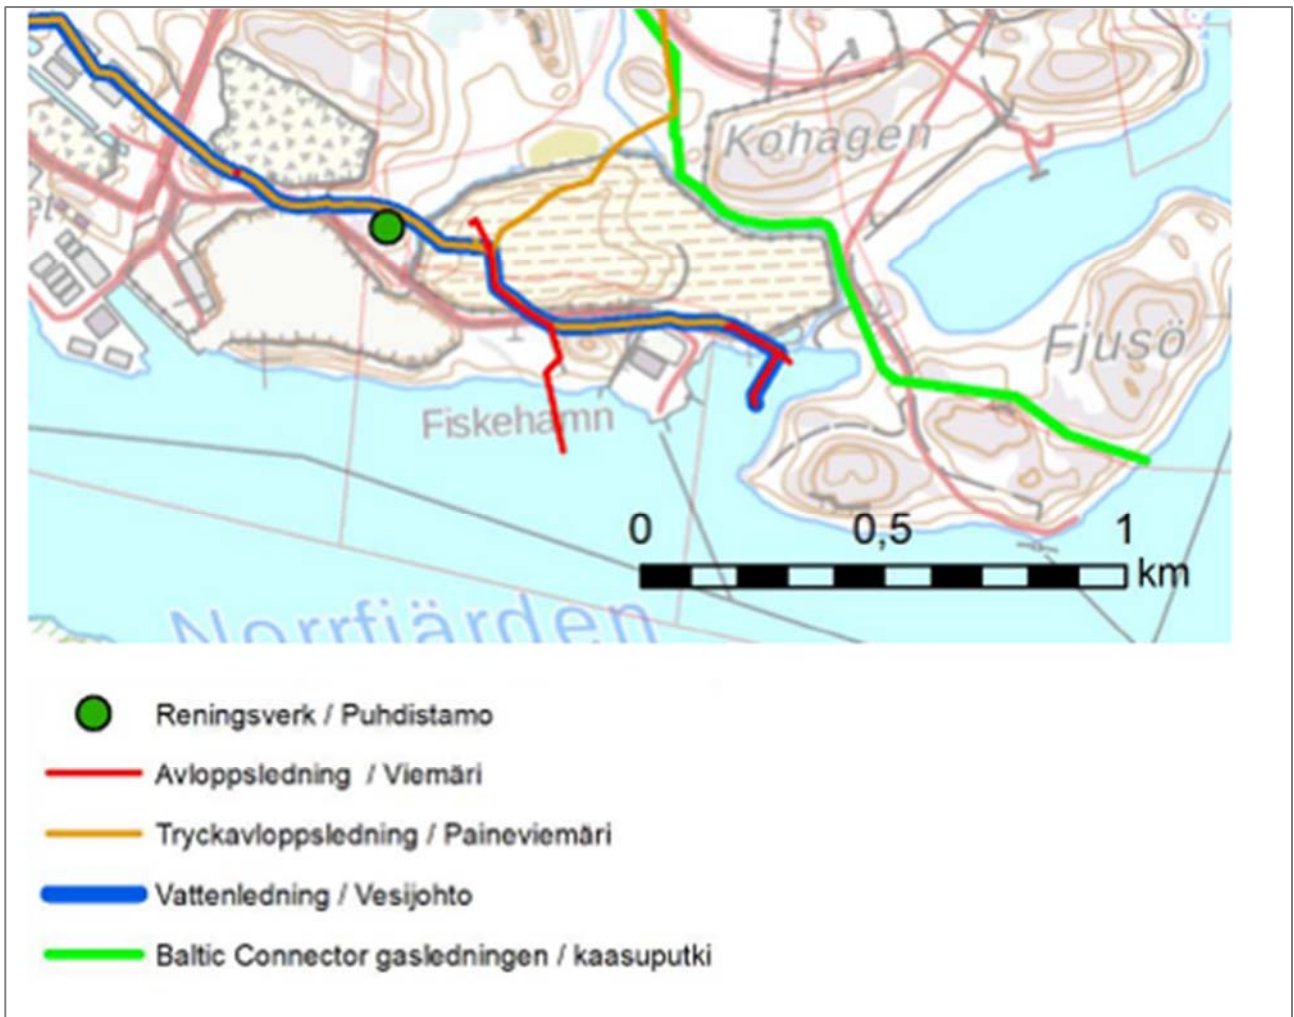 Kohagen
et
Fjusö
Fiskehamn
0 0,5 1
km
Norrfjärden
Reningsverk / Puhdistamo
Avloppsledning / Viemäri
Tryckavloppsledning / Paineviemäri
Vattenledning / Vesijohto
Baltic Connector gasledningen / kaasuputki